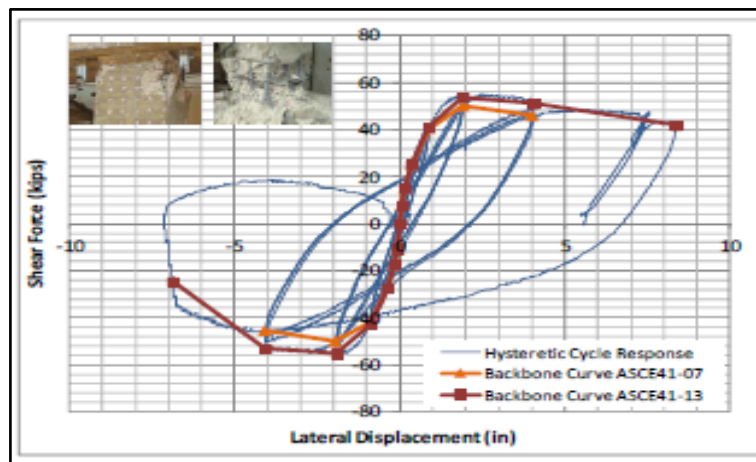 80
60
40
20
0
-20
-40
-60
-80
-10
-5
0
5
10
Shear Force (kips)
Lateral Displacement (in)
Hysteretic Cycle Response
Backbone Curve ASCE41-07
Backbone Curve ASCE41-13